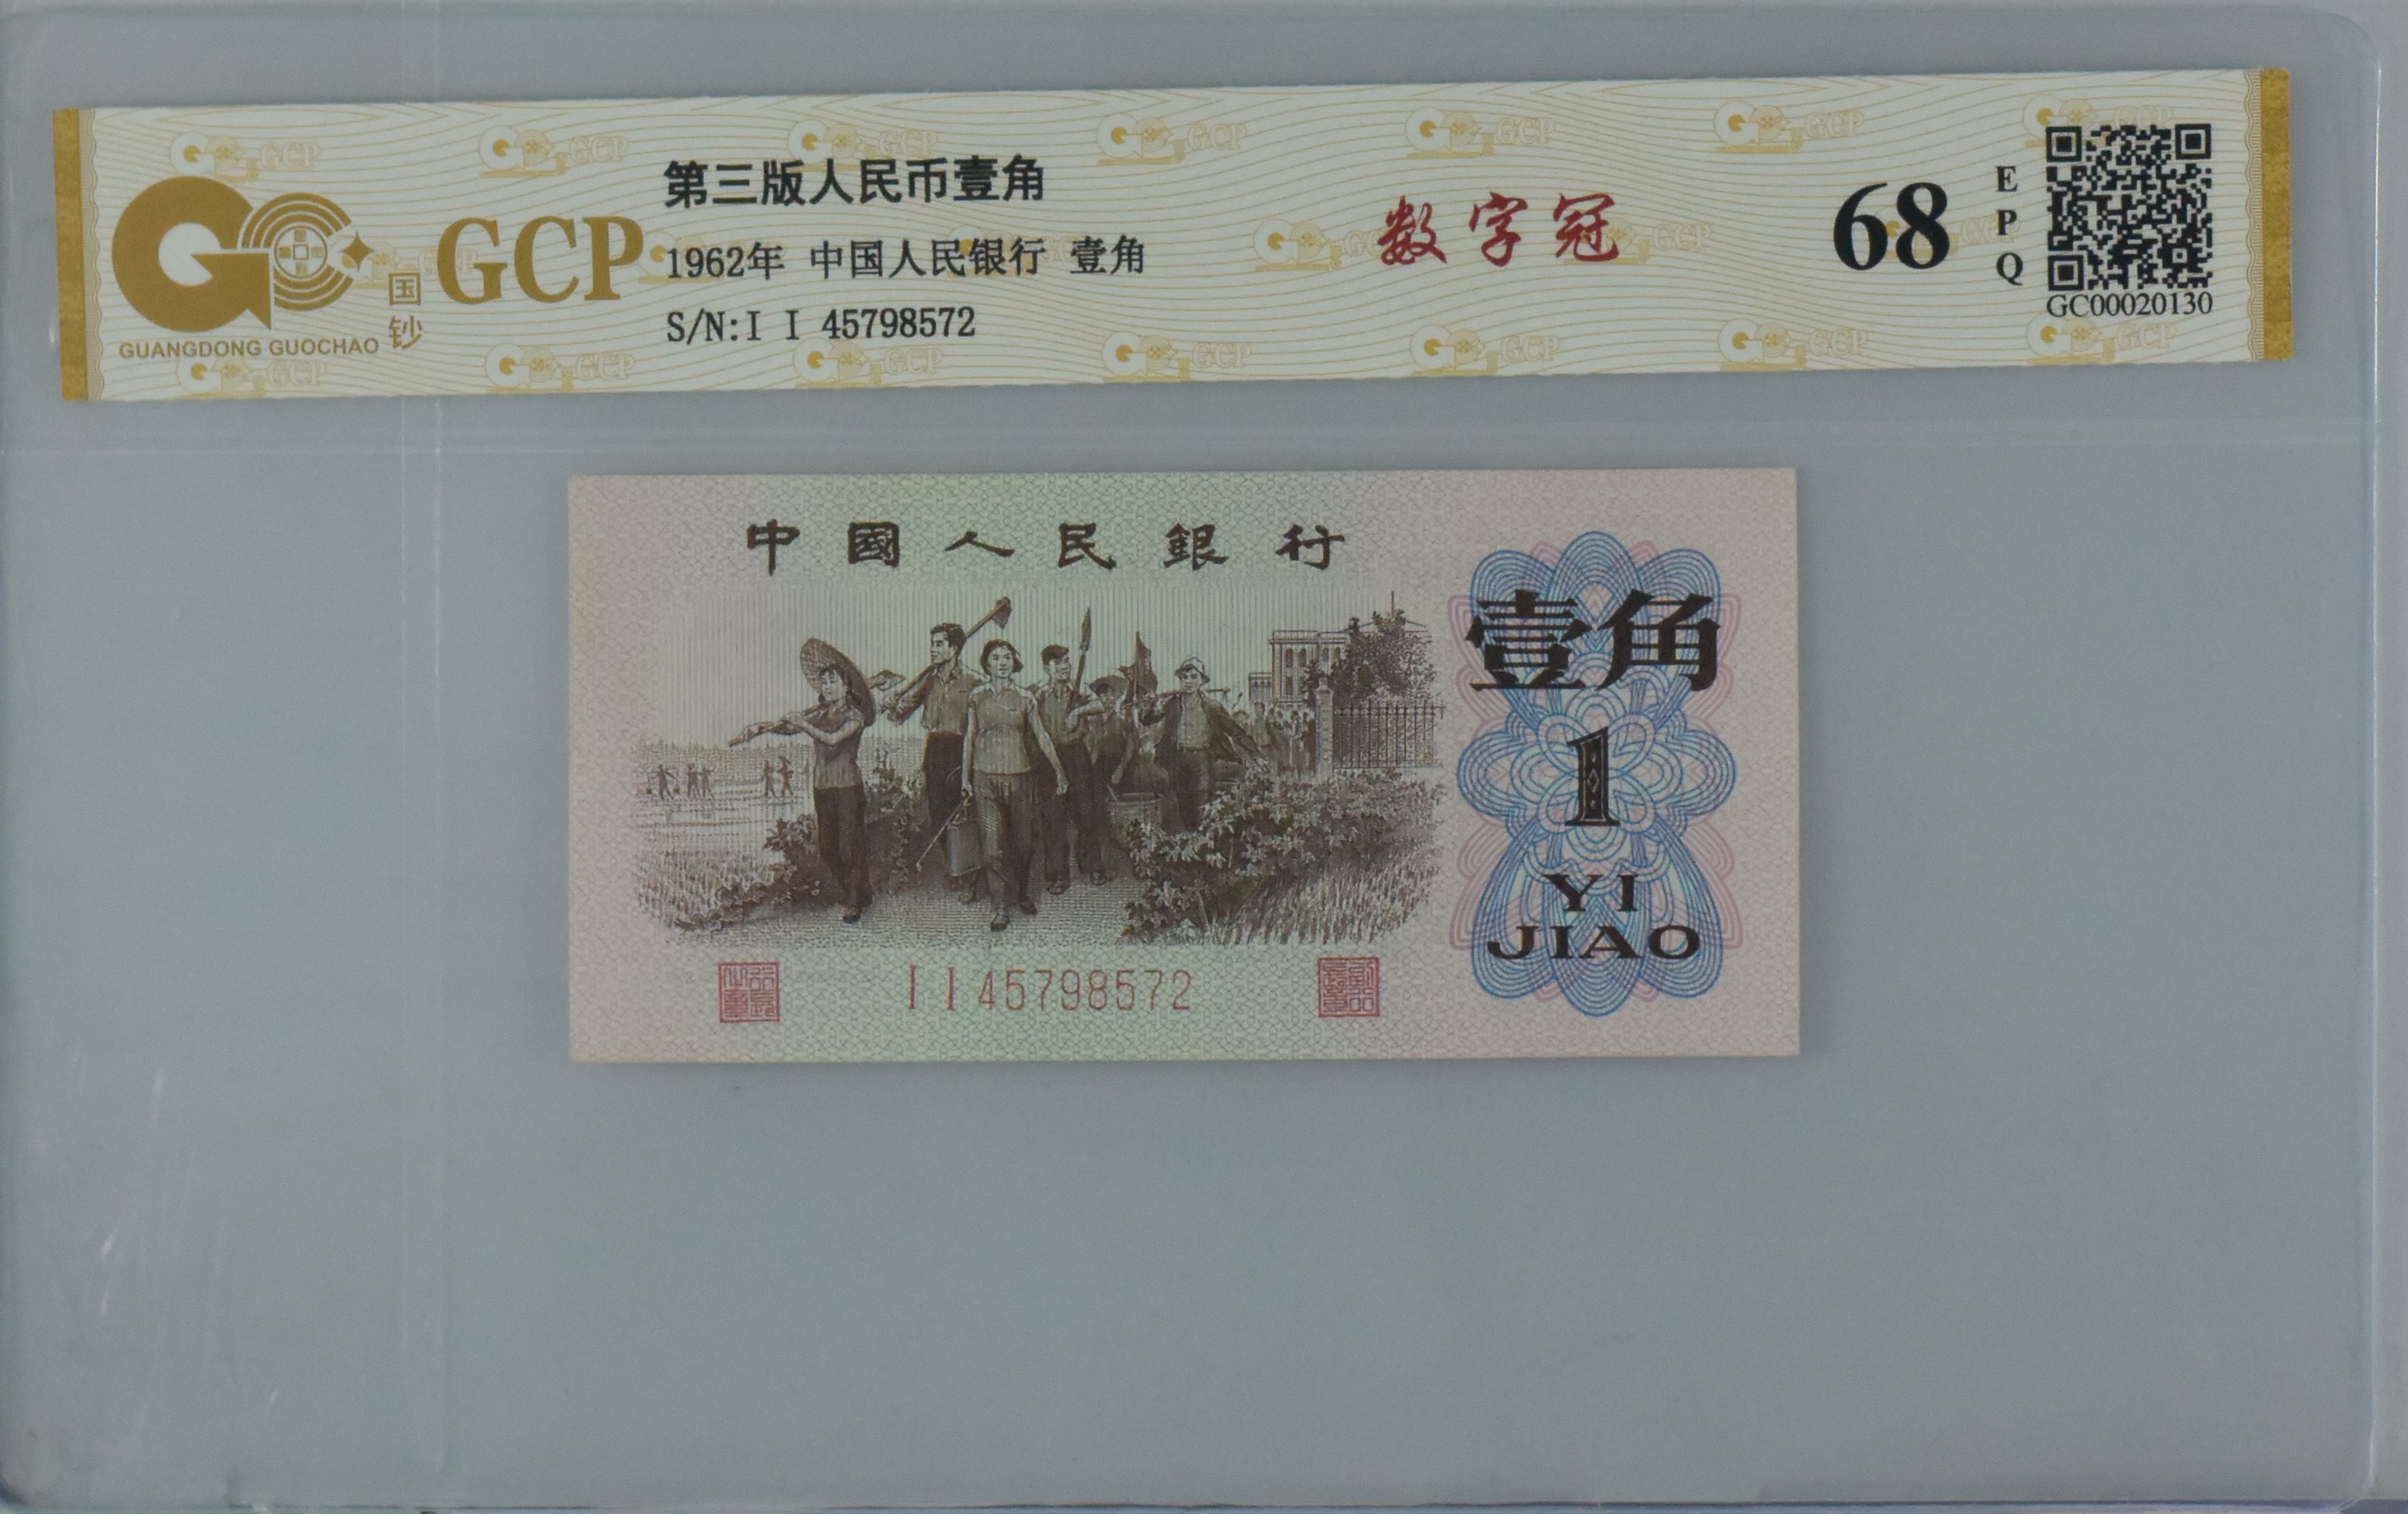 GCP
国钞
GUANGDONG GUOCHAO
第三版人民币壹角
1962年 中国人民银行 壹角
S/N:I I 45798572
数字冠
68
EPQ
GC00020130
中國人民銀行
壹角
1
YI
JIAO
I I 45798572